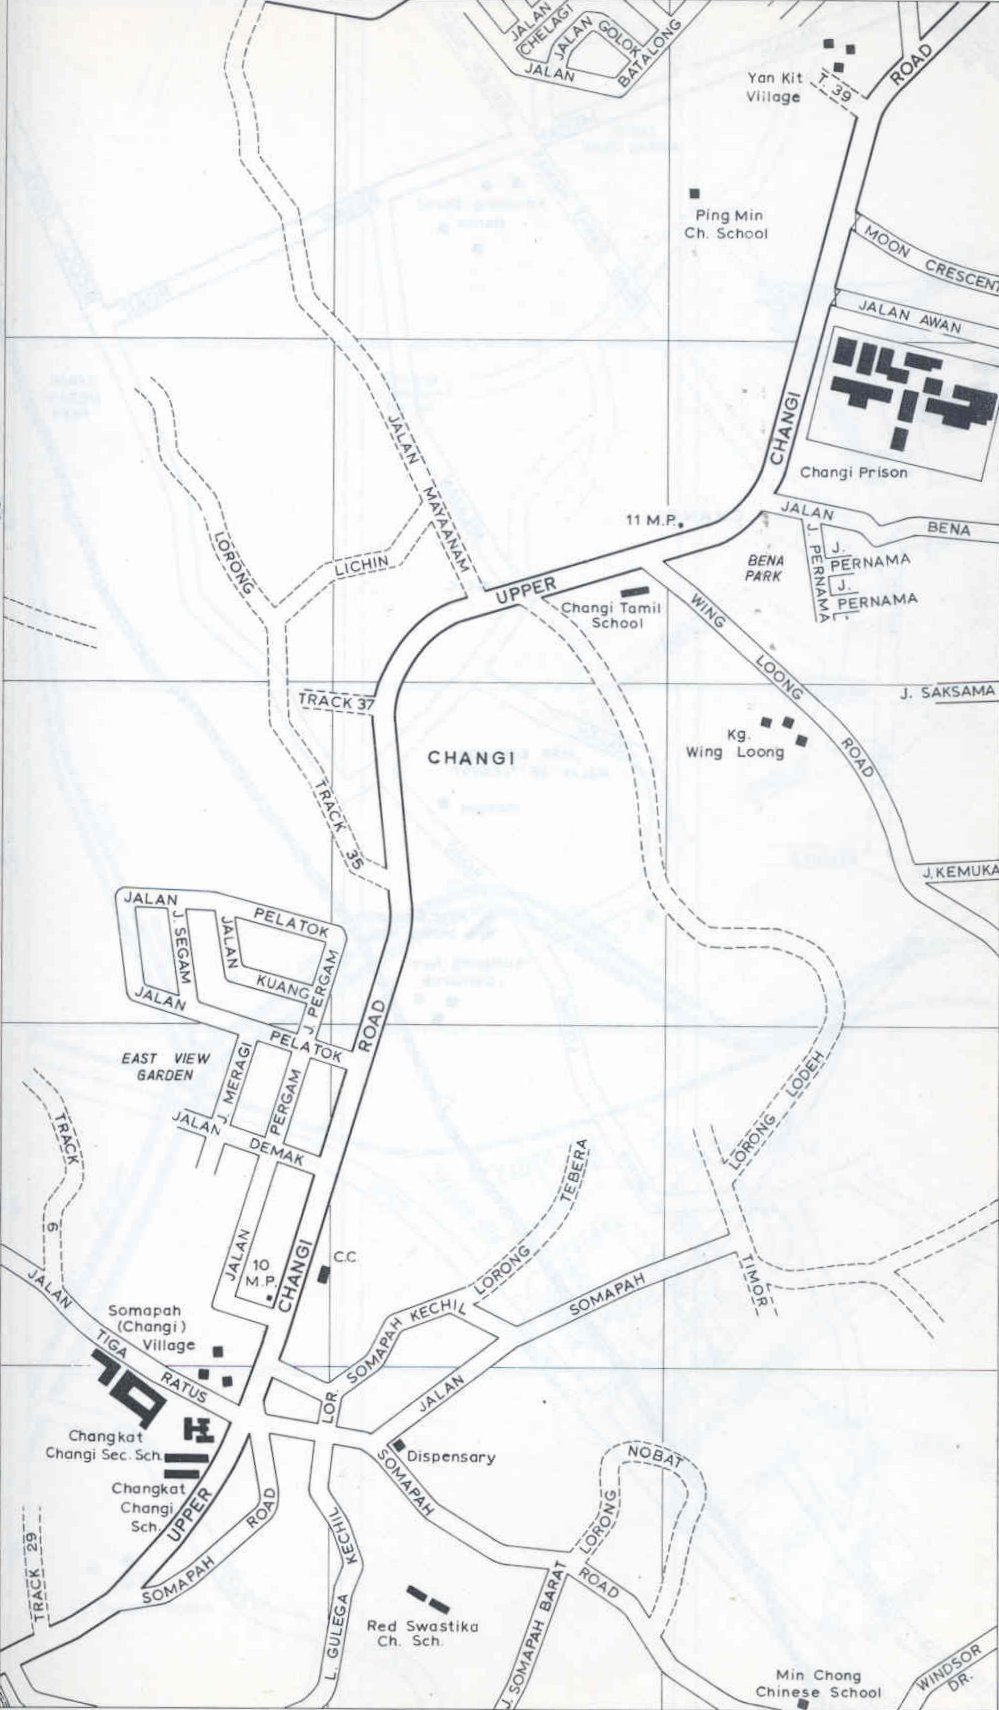 JALAN
CHELAGI
JALAN
GOLOK
BATALONG
JALAN
ROAD
Yan Kit
Village
T. 39
Ping Min
Ch. School
MOON CRESCENT
JALAN AWAN
CHANGI
Changi Prison
JALAN
BENA
J. PERNAMA
J.
PERNAMA
J.
PERNAMA
BENA
PARK
11 M.P.
JALAN
MAYAANAM
LORONG
LICHIN
UPPER
Changi Tamil
School
WING
LOONG
ROAD
J. SAKSAMA
TRACK 37
CHANGI
Kg.
Wing Loong
TRACK
35
J. KEMUKA
JALAN
PELATOK
J. SEGAM
JALAN
KUANG
J. PERGAM
JALAN
PELATOK
ROAD
EAST VIEW
GARDEN
J. MERAGI
PERGAM
JALAN
DEMAK
TRACK
9
LORONG LODEH
LORONG
TEBERA
JALAN
10
M.P.
CHANGI
C.C
TIMOR
JALAN
TIGA
RATUS
Somapah
(Changi)
Village
LOR. SOMAPAH KECHIL
JALAN
SOMAPAH
Changkat
Changi Sec. Sch.
Changkat
Changi
Sch.
Dispensary
SOMAPAH
ROAD
NOBAT
LORONG
UPPER
SOMAPAH
ROAD
TRACK 29
L. GULEGA
KECHIL
Red Swastika
Ch. Sch.
J. SOMAPAH BARAT
Min Chong
Chinese School
WINDSOR
DR.